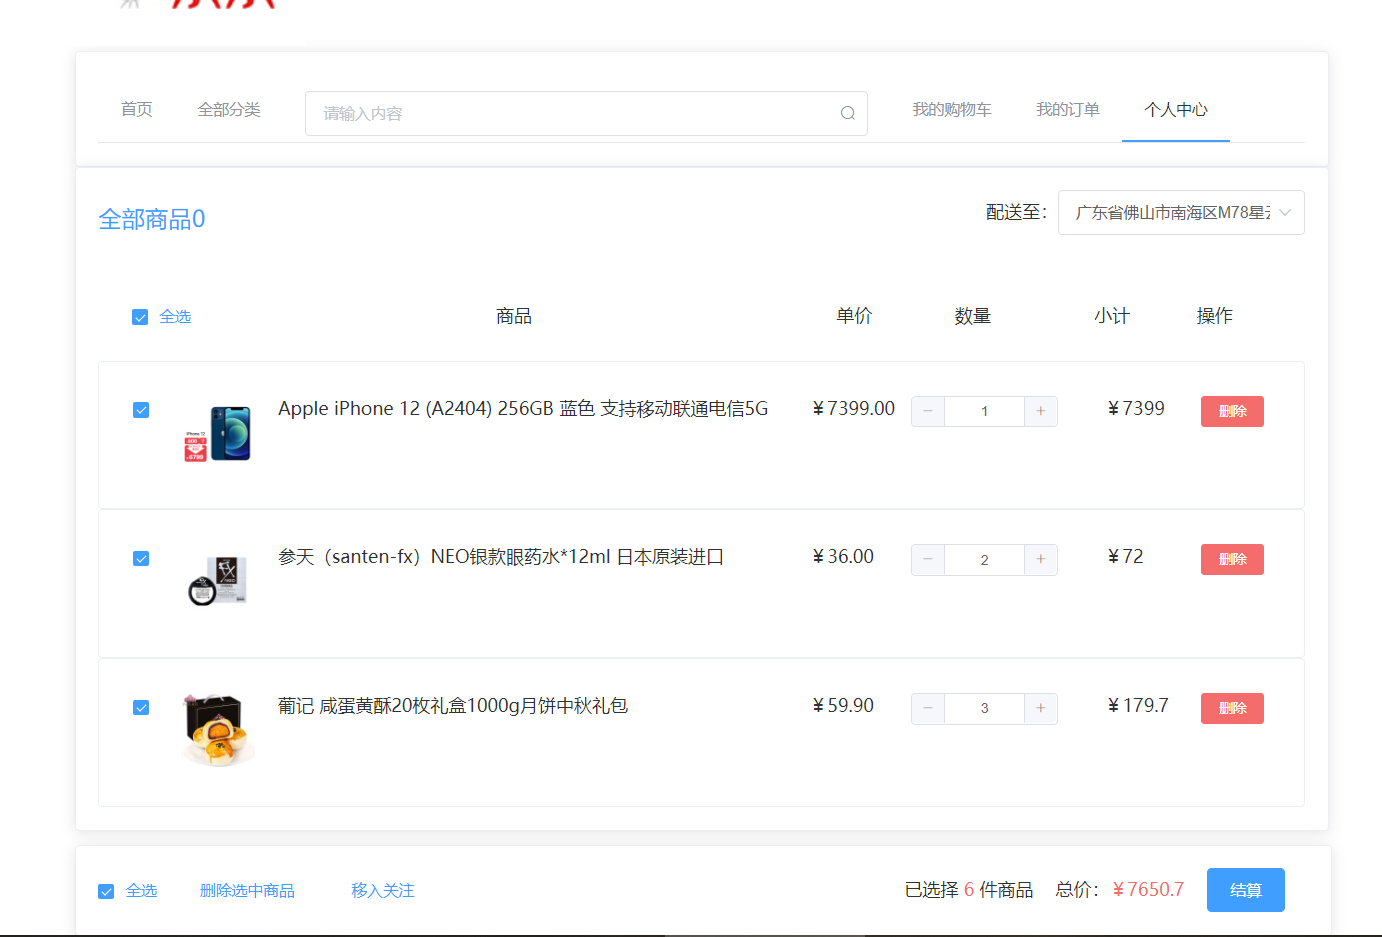 首页 全部分类 请输入内容 我的购物车 我的订单 个人中心
全部商品0 配送至: 广东省佛山市南海区M78星
全选 商品 单价 数量 小计 操作
Apple iPhone 12 (A2404) 256GB 蓝色 支持移动联通电信5G ¥7399.00 − 1 + ¥7399 删除
参天（santen-fx）NEO银款眼药水*12ml 日本原装进口 ¥36.00 − 2 + ¥72 删除
葡记 咸蛋黄酥20枚礼盒1000g月饼中秋礼包 ¥59.90 − 3 + ¥179.7 删除
全选 删除选中商品 移入关注 已选择 6 件商品 总价: ¥7650.7 结算